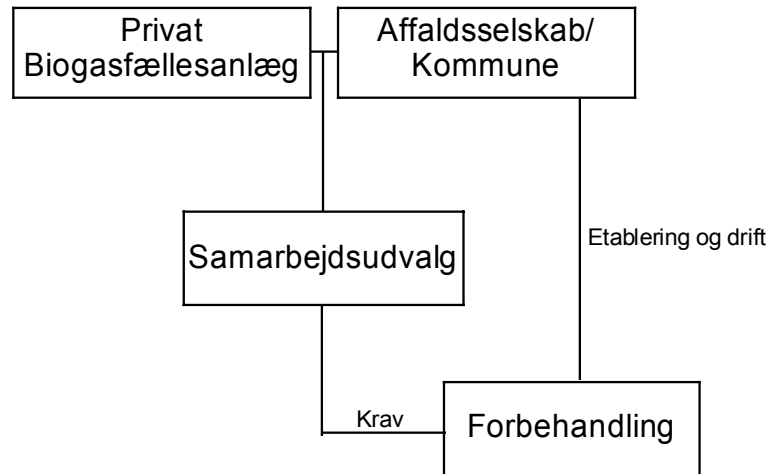 Privat
Biogasfællesanlæg
Affaldsselskab/
Kommune
Samarbejdsudvalg
Etablering og drift
Krav
Forbehandling